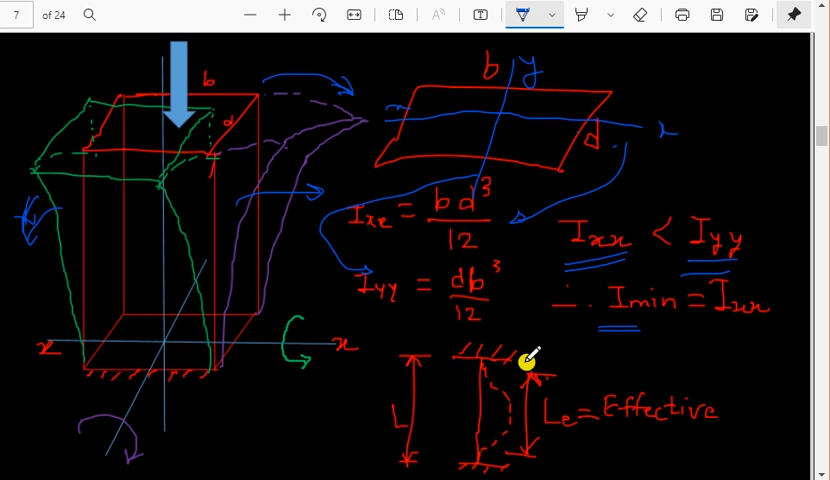 7 of 24
b
d
x x
b y
x x
d
Ixx = bd³/12
Iyy = db³/12
Ixx < Iyy
∴ Imin = Ixx
L
Le = Effective